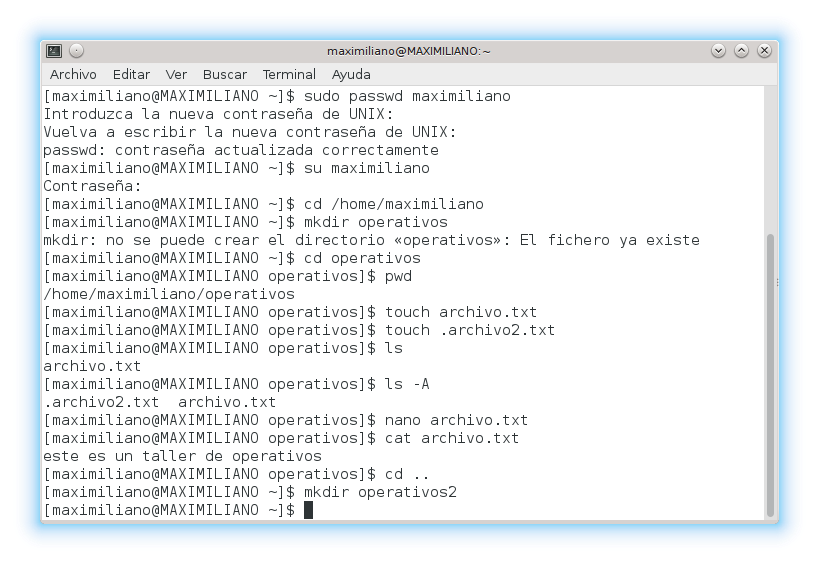 maximiliano@MAXIMILIANO:~
Archivo Editar Ver Buscar Terminal Ayuda
[maximiliano@MAXIMILIANO ~]$ sudo passwd maximiliano
Introduzca la nueva contraseña de UNIX:
Vuelva a escribir la nueva contraseña de UNIX:
passwd: contraseña actualizada correctamente
[maximiliano@MAXIMILIANO ~]$ su maximiliano
Contraseña:
[maximiliano@MAXIMILIANO ~]$ cd /home/maximiliano
[maximiliano@MAXIMILIANO ~]$ mkdir operativos
mkdir: no se puede crear el directorio «operativos»: El fichero ya existe
[maximiliano@MAXIMILIANO ~]$ cd operativos
[maximiliano@MAXIMILIANO operativos]$ pwd
/home/maximiliano/operativos
[maximiliano@MAXIMILIANO operativos]$ touch archivo.txt
[maximiliano@MAXIMILIANO operativos]$ touch .archivo2.txt
[maximiliano@MAXIMILIANO operativos]$ ls
archivo.txt
[maximiliano@MAXIMILIANO operativos]$ ls -A
.archivo2.txt  archivo.txt
[maximiliano@MAXIMILIANO operativos]$ nano archivo.txt
[maximiliano@MAXIMILIANO operativos]$ cat archivo.txt
este es un taller de operativos
[maximiliano@MAXIMILIANO operativos]$ cd ..
[maximiliano@MAXIMILIANO ~]$ mkdir operativos2
[maximiliano@MAXIMILIANO ~]$